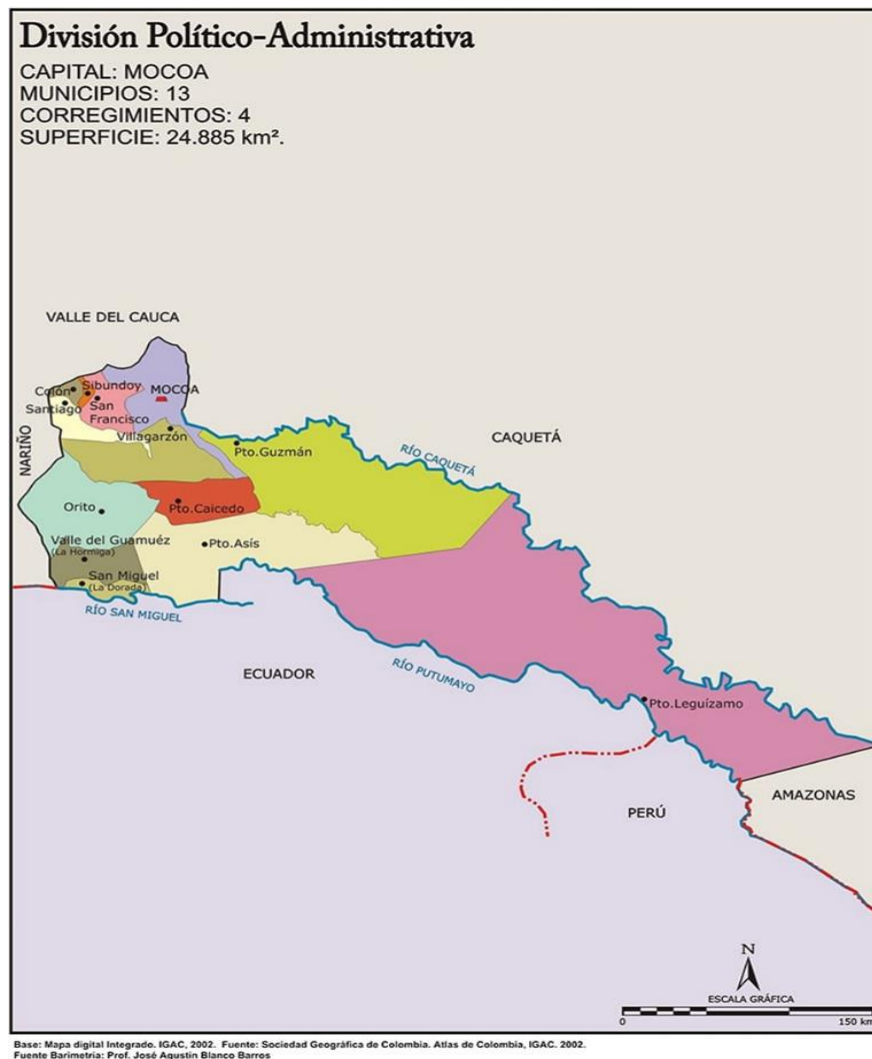 División Político-Administrativa
CAPITAL: MOCOA
MUNICIPIOS: 13
CORREGIMIENTOS: 4
SUPERFICIE: 24.885 km².
VALLE DEL CAUCA
Colón
Sibundoy
MOCOA
Santiago
San
Francisco
Villagarzón
NARIÑO
Pto.Guzmán
RÍO CAQUETÁ
CAQUETÁ
Orito
Pto.Caicedo
Valle del Guamuéz
(La Hormiga)
Pto.Asís
San Miguel
(La Dorada)
RÍO SAN MIGUEL
ECUADOR
RÍO PUTUMAYO
Pto.Leguízamo
PERÚ
AMAZONAS
N
ESCALA GRÁFICA
0 150 km
Base: Mapa digital Integrado. IGAC, 2002. Fuente: Sociedad Geográfica de Colombia. Atlas de Colombia, IGAC. 2002.
Fuente Barimetria: Prof. José Agustin Blanco Barros